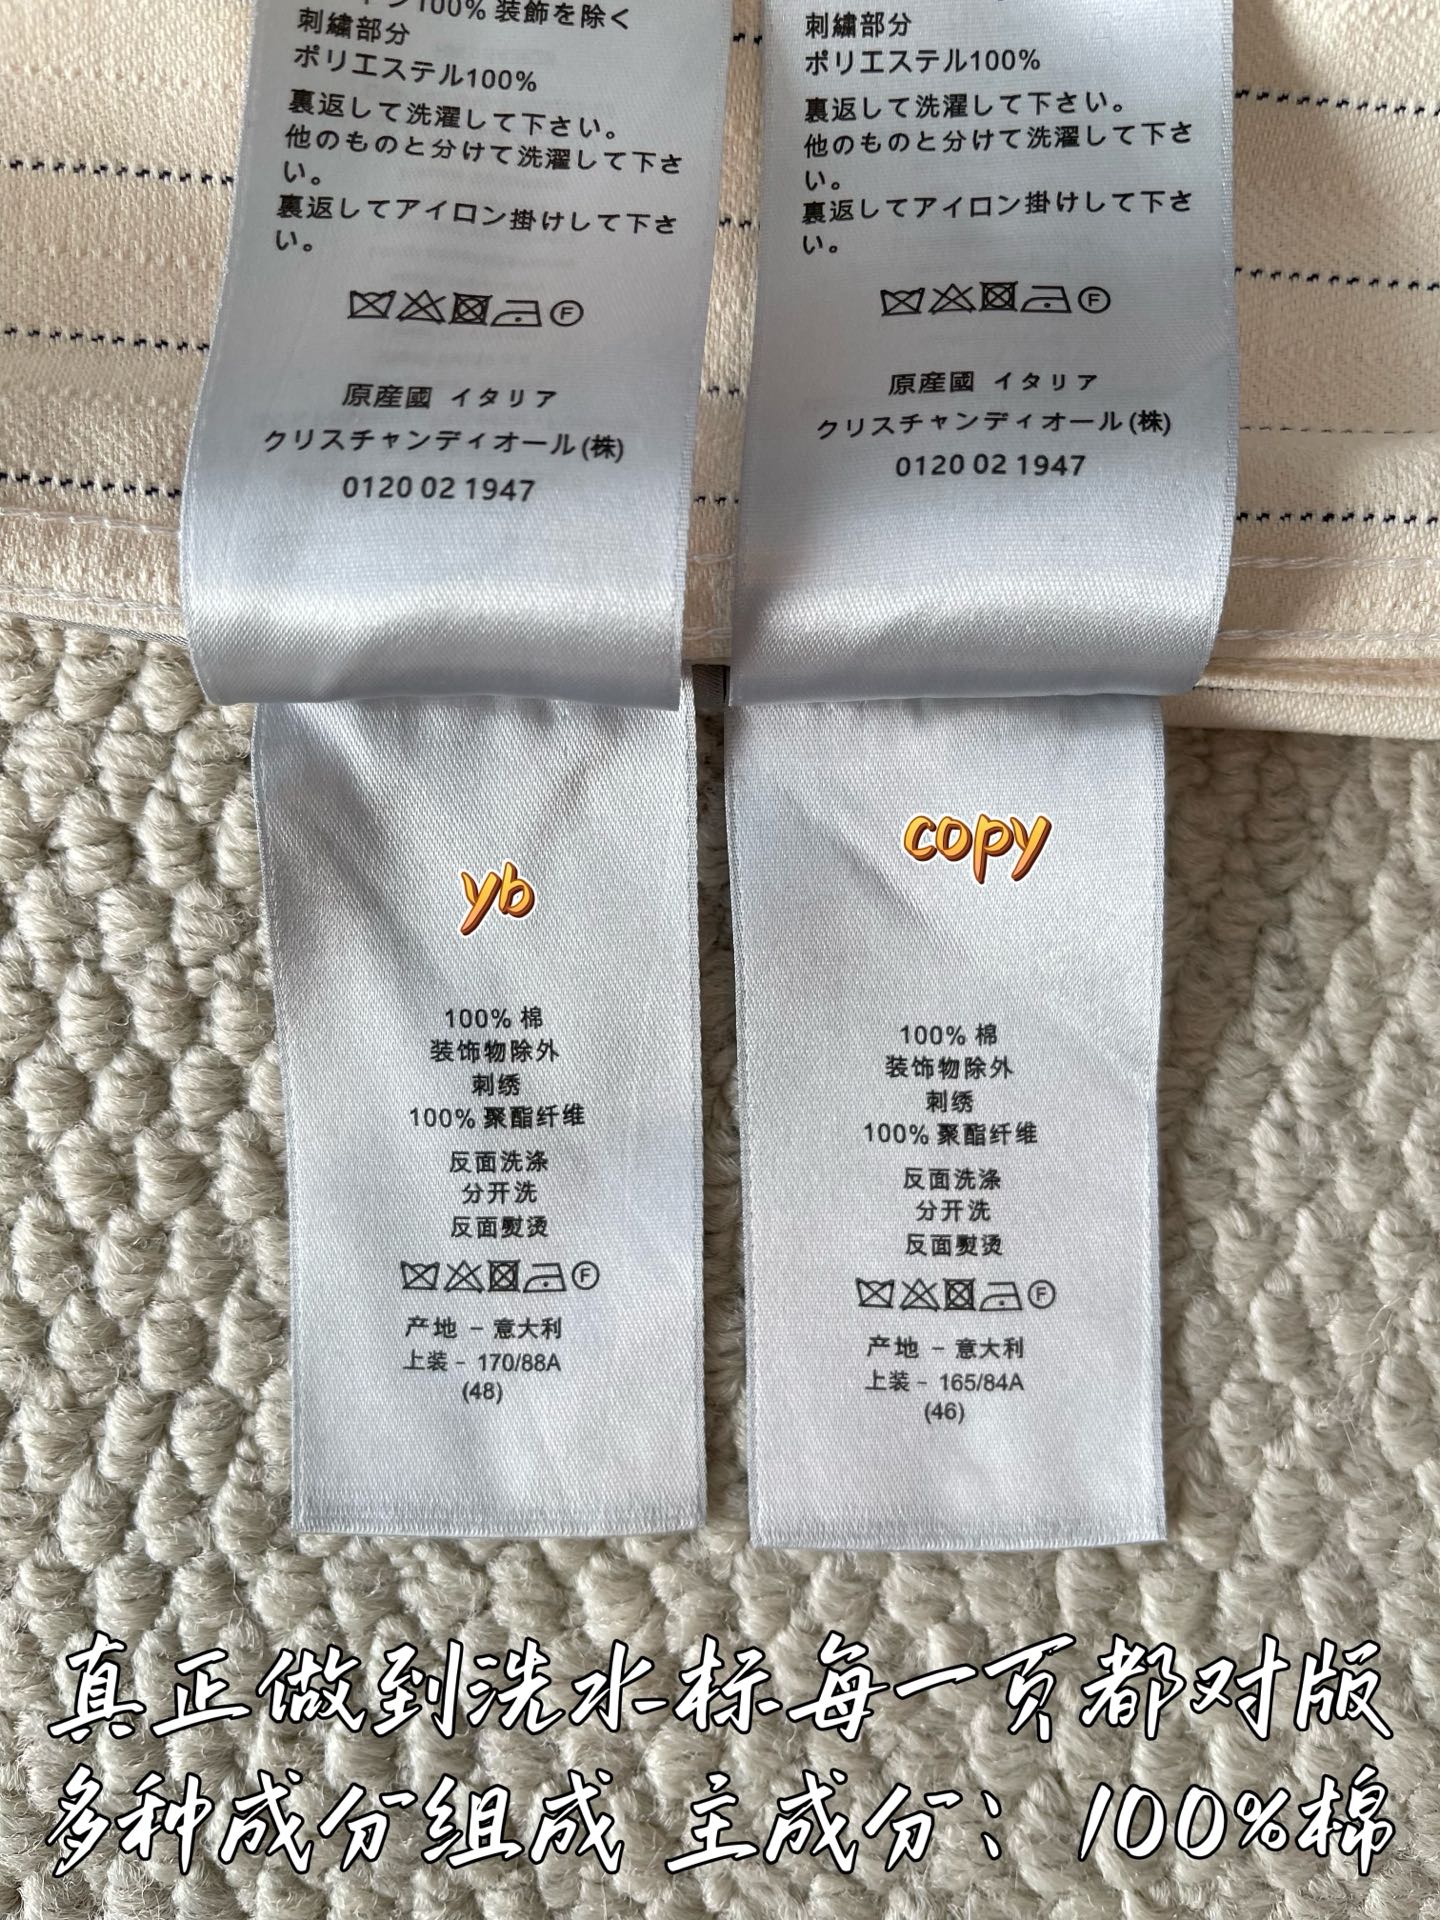 100% 装飾を除く
刺繍部分
ポリエステル100%
裏返して洗濯して下さい。
他のものと分けて洗濯して下さ
い。
裏返してアイロン掛けして下さ
い。
F
原産國 イタリア
クリスチャンディオール(株)
0120 02 1947
刺繍部分
ポリエステル100%
裏返して洗濯して下さい。
他のものと分けて洗濯して下さ
い。
裏返してアイロン掛けして下さ
い。
F
原産國 イタリア
クリスチャンディオール(株)
0120 02 1947
yb
100% 棉
装饰物除外
刺绣
100% 聚酯纤维
反面洗涤
分开洗
反面熨烫
F
产地 - 意大利
上装 - 170/88A
(48)
copy
100% 棉
装饰物除外
刺绣
100% 聚酯纤维
反面洗涤
分开洗
反面熨烫
F
产地 - 意大利
上装 - 165/84A
(46)
真正做到洗水标每一页都对版
多种成分组成 主成分：100%棉